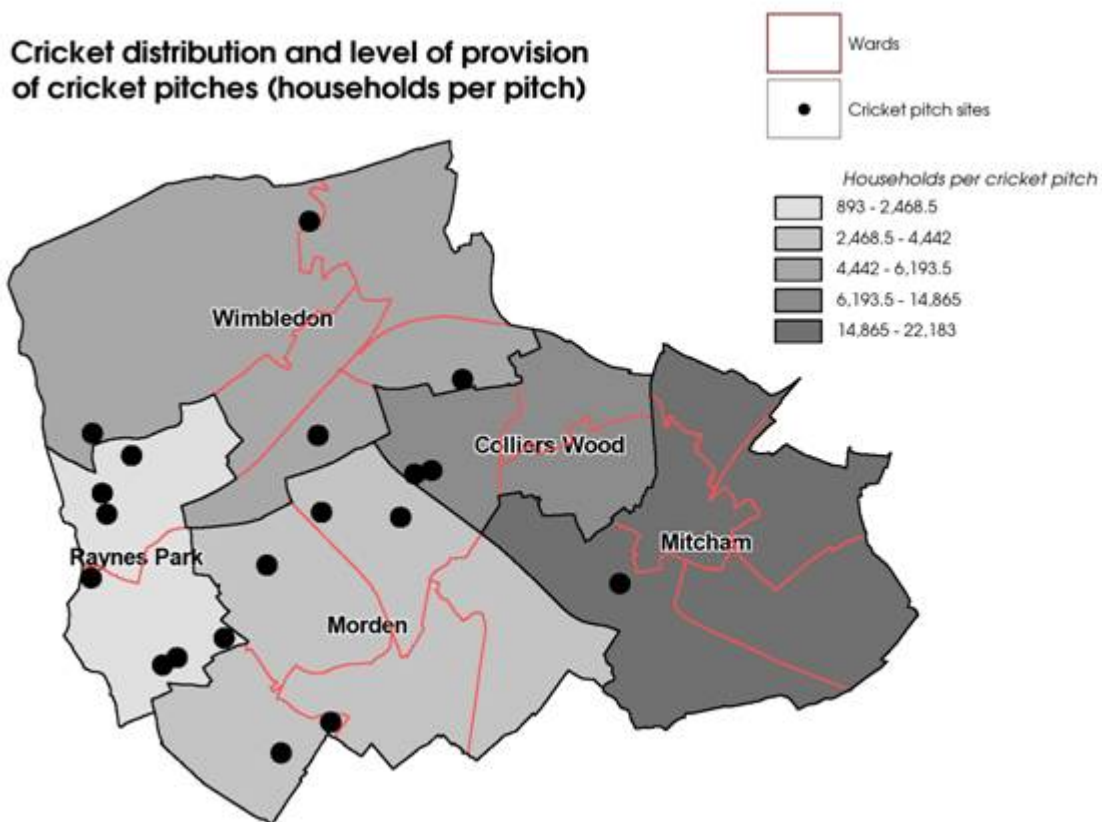 Cricket distribution and level of provision
of cricket pitches (households per pitch)
Wards
Cricket pitch sites
Households per cricket pitch
893 - 2,468.5
2,468.5 - 4,442
4,442 - 6,193.5
6,193.5 - 14,865
14,865 - 22,183
Wimbledon
Colliers Wood
Mitcham
Raynes Park
Morden